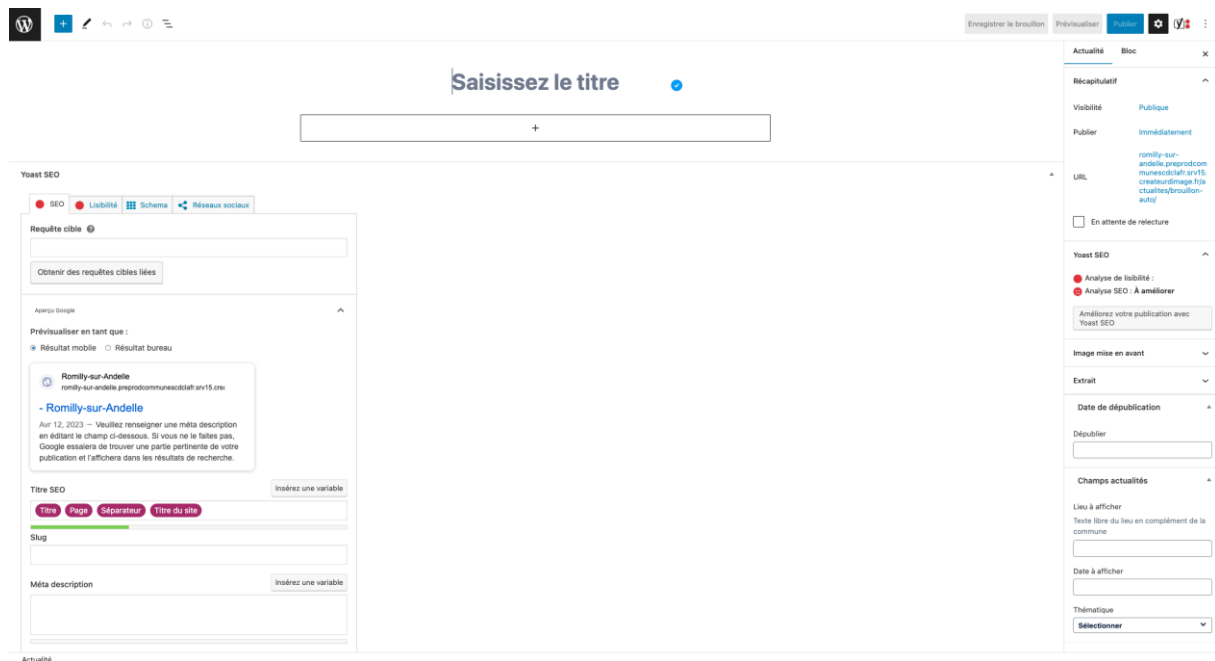 Enregistrer le brouillon Prévisualiser Publier
Saisissez le titre
+
Yoast SEO
SEO Lisibilité Schema Réseaux sociaux
Requête cible
Obtenir des requêtes cibles liées
Aperçu Google
Prévisualiser en tant que :
Résultat mobile Résultat bureau
Romilly-sur-Andelle
romilly-sur-andelle.preprodcommunescdclafr.srv15.crea
- Romilly-sur-Andelle
Avr 12, 2023 — Veuillez renseigner une méta description
en éditant le champ ci-dessous. Si vous ne le faites pas,
Google essaiera de trouver une partie pertinente de votre
publication et l'affichera dans les résultats de recherche.
Titre SEO Insérez une variable
Titre Page Séparateur Titre du site
Slug
Méta description Insérez une variable
Actualité
Actualité Bloc
Récapitulatif
Visibilité Publique
Publier Immédiatement
URL
romilly-sur-
andelle.preprodcom
munescdclafr.srv15.
createurdimage.fr/a
ctualites/brouillon-
auto/
En attente de relecture
Yoast SEO
Analyse de lisibilité :
Analyse SEO : À améliorer
Améliorez votre publication avec
Yoast SEO
Image mise en avant
Extrait
Date de dépublication
Dépublier
Champs actualités
Lieu à afficher
Texte libre du lieu en complément de la
commune
Date à afficher
Thématique
Sélectionner